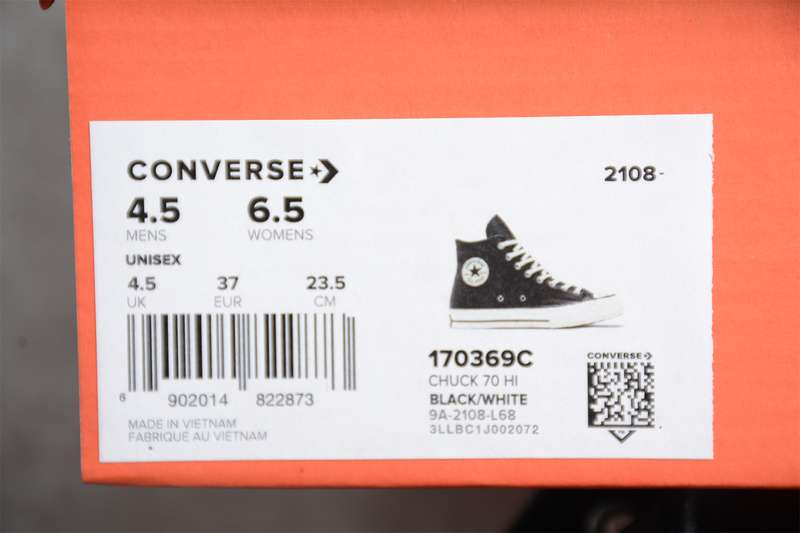 CONVERSE
2108-
4.5 6.5
MENS WOMENS
UNISEX
4.5 37 23.5
UK EUR CM
6 902014 822873
MADE IN VIETNAM
FABRIQUE AU VIETNAM
170369C
CHUCK 70 HI
BLACK/WHITE
9A-2108-L68
3LLBC1J002072
CONVERSE